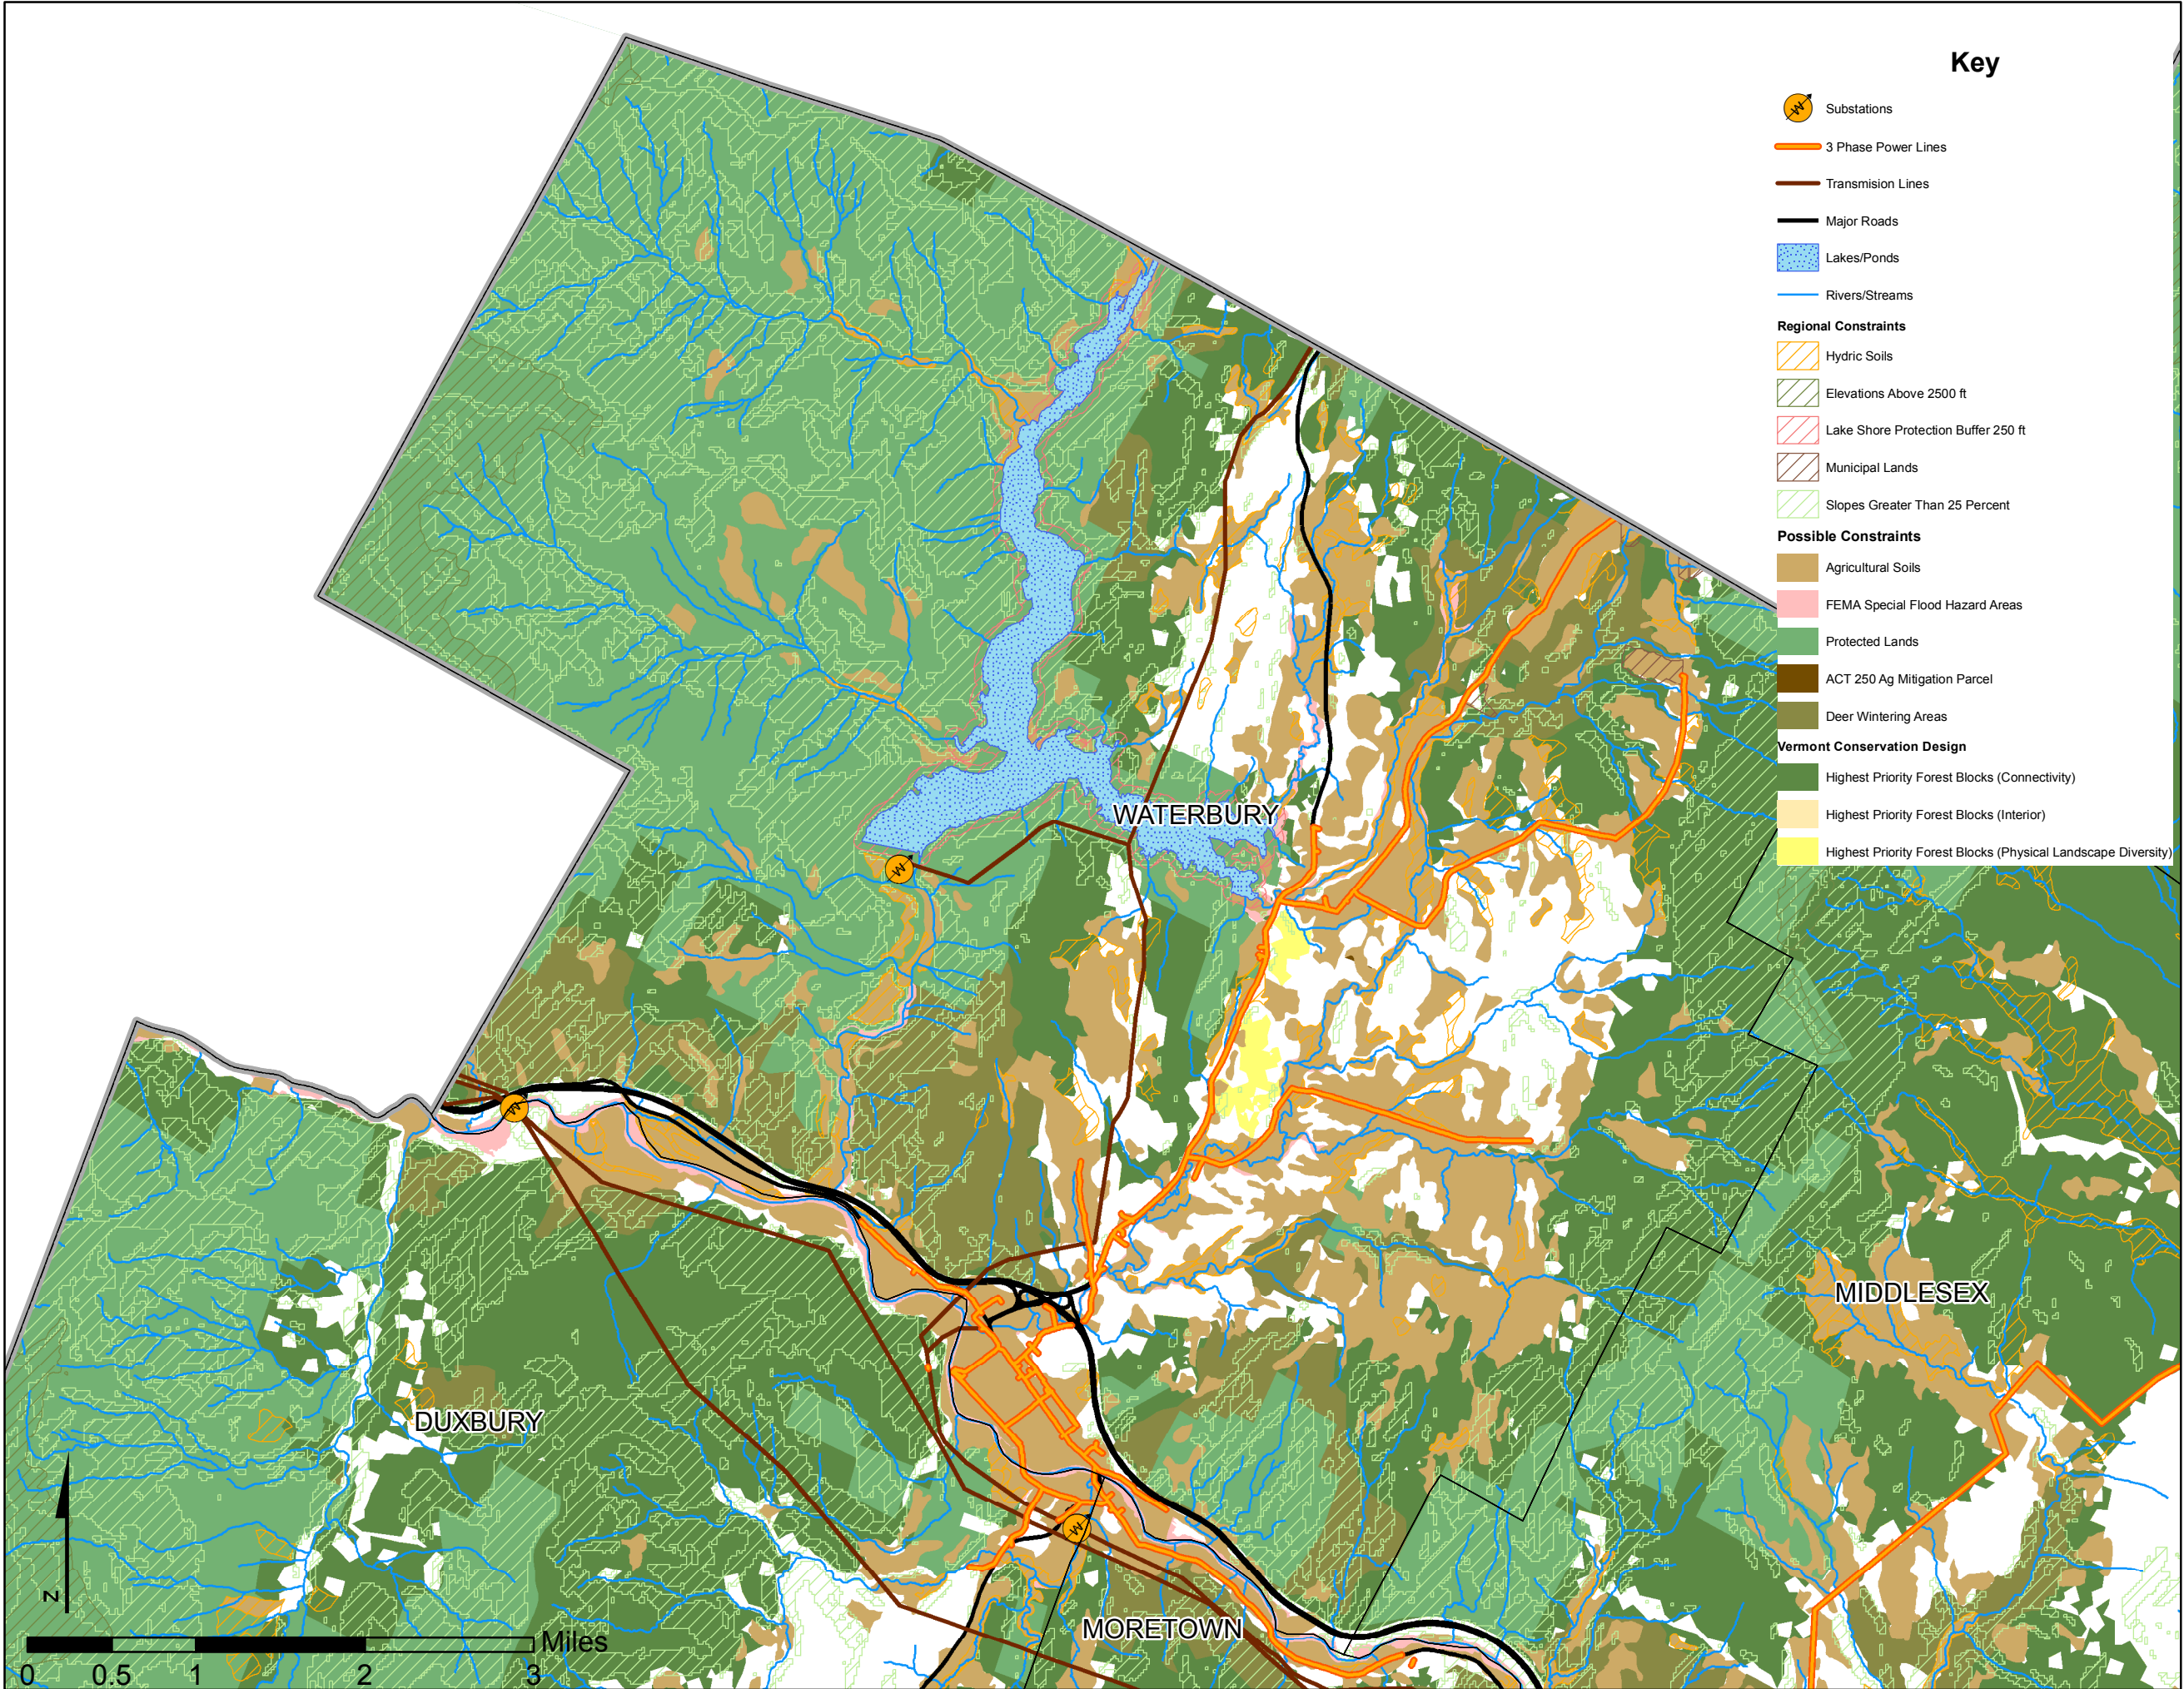 Key
Substations
3 Phase Power Lines
Transmision Lines
Major Roads
Lakes/Ponds
Rivers/Streams
Regional Constraints
Hydric Soils
Elevations Above 2500 ft
Lake Shore Protection Buffer 250 ft
Municipal Lands
Slopes Greater Than 25 Percent
Possible Constraints
Agricultural Soils
FEMA Special Flood Hazard Areas
Protected Lands
ACT 250 Ag Mitigation Parcel
Deer Wintering Areas
Vermont Conservation Design
Highest Priority Forest Blocks (Connectivity)
Highest Priority Forest Blocks (Interior)
Highest Priority Forest Blocks (Physical Landscape Diversity)
WATERBURY
MIDDLESEX
DUXBURY
MORETOWN
N
Miles
0 0.5 1 2 3